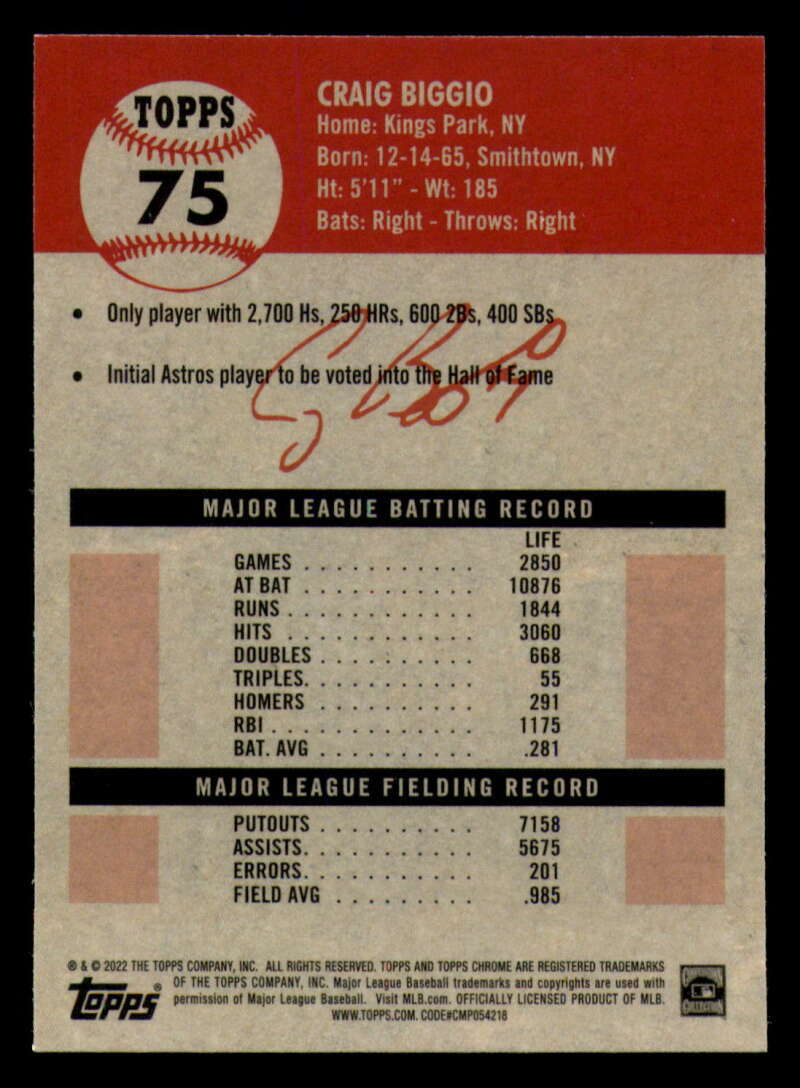 TOPPS
75
CRAIG BIGGIO
Home: Kings Park, NY
Born: 12-14-65, Smithtown, NY
Ht: 5'11" - Wt: 185
Bats: Right - Throws: Right
• Only player with 2,700 Hs, 250 HRs, 600 2Bs, 400 SBs
• Initial Astros player to be voted into the Hall of Fame
MAJOR LEAGUE BATTING RECORD
LIFE
GAMES . . . . . . . . . . . 2850
AT BAT . . . . . . . . . . . 10876
RUNS . . . . . . . . . . . . 1844
HITS . . . . . . . . . . . . 3060
DOUBLES . . . . . . . . . . 668
TRIPLES. . . . . . . . . . . 55
HOMERS . . . . . . . . . . 291
RBI. . . . . . . . . . . . . 1175
BAT. AVG . . . . . . . . . . .281
MAJOR LEAGUE FIELDING RECORD
PUTOUTS . . . . . . . . . . 7158
ASSISTS. . . . . . . . . . . 5675
ERRORS. . . . . . . . . . . 201
FIELD AVG . . . . . . . . . .985
® & © 2022 THE TOPPS COMPANY, INC. ALL RIGHTS RESERVED. TOPPS AND TOPPS CHROME ARE REGISTERED TRADEMARKS
OF THE TOPPS COMPANY, INC. Major League Baseball trademarks and copyrights are used with
permission of Major League Baseball. Visit MLB.com. OFFICIALLY LICENSED PRODUCT OF MLB.
WWW.TOPPS.COM. CODE#CMP054218
topps®
COLLECTION